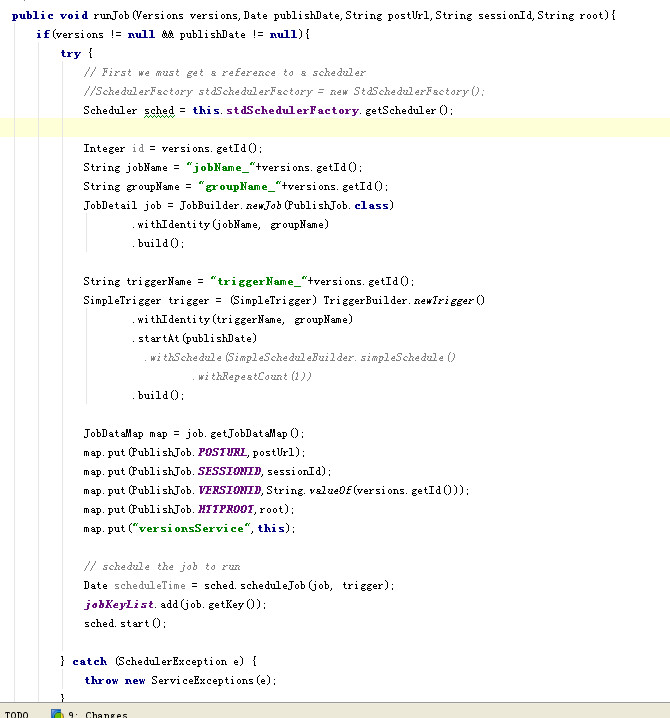 public void runJob(Versions versions,Date publishDate,String postUrl,String sessionId,String root){
if(versions != null && publishDate != null){
try {
// First we must get a reference to a scheduler
//SchedulerFactory stdSchedulerFactory = new StdSchedulerFactory();
Scheduler sched = this.stdSchedulerFactory.getScheduler();
Integer id = versions.getId();
String jobName = "jobName_"+versions.getId();
String groupName = "groupName_"+versions.getId();
JobDetail job = JobBuilder.newJob(PublishJob.class)
.withIdentity(jobName, groupName)
.build();
String triggerName = "triggerName_"+versions.getId();
SimpleTrigger trigger = (SimpleTrigger) TriggerBuilder.newTrigger()
.withIdentity(triggerName, groupName)
.startAt(publishDate)
.withSchedule(SimpleScheduleBuilder.simpleSchedule()
.withRepeatCount(1))
.build();
JobDataMap map = job.getJobDataMap();
map.put(PublishJob.POSTURL,postUrl);
map.put(PublishJob.SESSIONID,sessionId);
map.put(PublishJob.VERSIONID,String.valueOf(versions.getId()));
map.put(PublishJob.HTTPROOT,root);
map.put("versionsService",this);
// schedule the job to run
Date scheduleTime = sched.scheduleJob(job, trigger);
jobKeyList.add(job.getKey());
sched.start();
} catch (SchedulerException e) {
throw new ServiceExceptions(e);
}
TODO 9: Changes